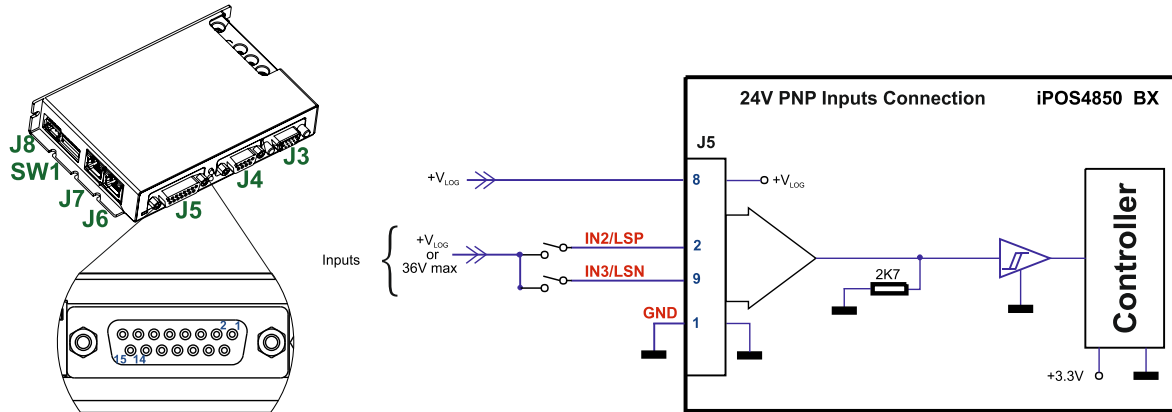 J8
SW1
J7
J6
J5
J4
J3
2 1
15 14
24V PNP Inputs Connection
iPOS4850 BX
J5
+VLOG
8
+VLOG
Inputs
+VLOG
or
36V max
IN2/LSP
2
IN3/LSN
9
GND
1
2K7
Controller
+3.3V